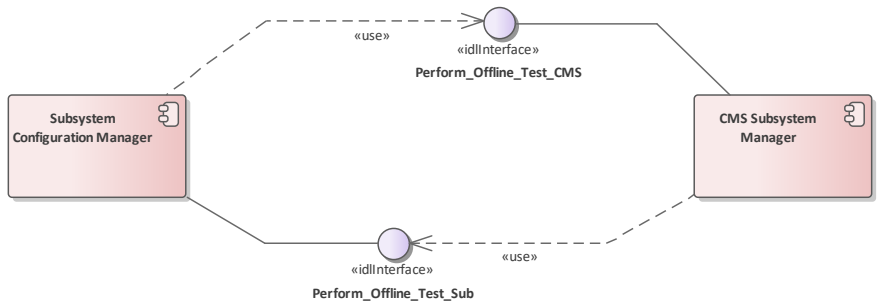 «use»
«idlInterface»
Perform_Offline_Test_CMS
Subsystem
Configuration Manager
CMS Subsystem
Manager
«use»
«idlInterface»
Perform_Offline_Test_Sub